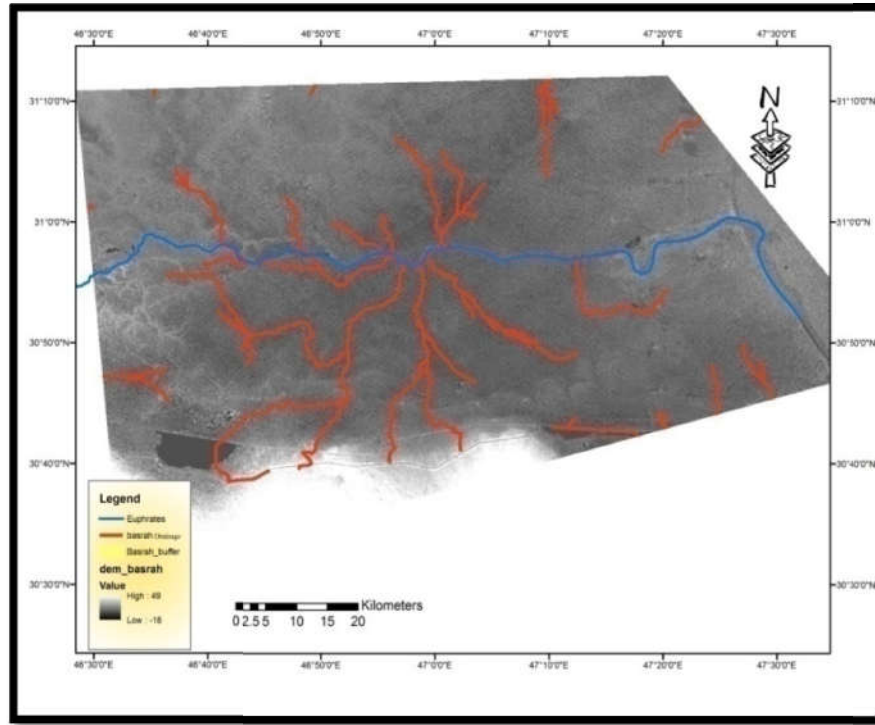 46°30'0"E 46°40'0"E 46°50'0"E 47°0'0"E 47°10'0"E 47°20'0"E 47°30'0"E
N
31°10'0"N 31°10'0"N
31°0'0"N 31°0'0"N
30°50'0"N 30°50'0"N
30°40'0"N 30°40'0"N
Legend
Euphrates
basrah Drainage
Basrah_buffer
dem_basrah
Value
High : 49
Low : -16
30°30'0"N 30°30'0"N
Kilometers
0 2.5 5 10 15 20
46°30'0"E 46°40'0"E 46°50'0"E 47°0'0"E 47°10'0"E 47°20'0"E 47°30'0"E